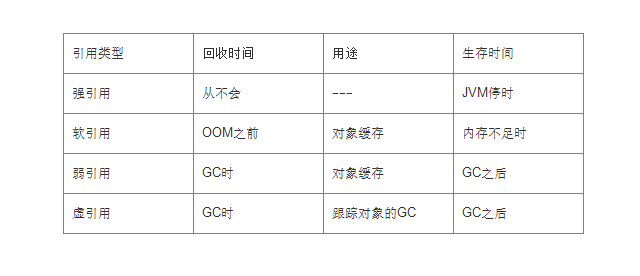 引用类型 回收时间 用途 生存时间
强引用 从不会 --- JVM停时
软引用 OOM之前 对象缓存 内存不足时
弱引用 GC时 对象缓存 GC之后
虚引用 GC时 跟踪对象的GC GC之后